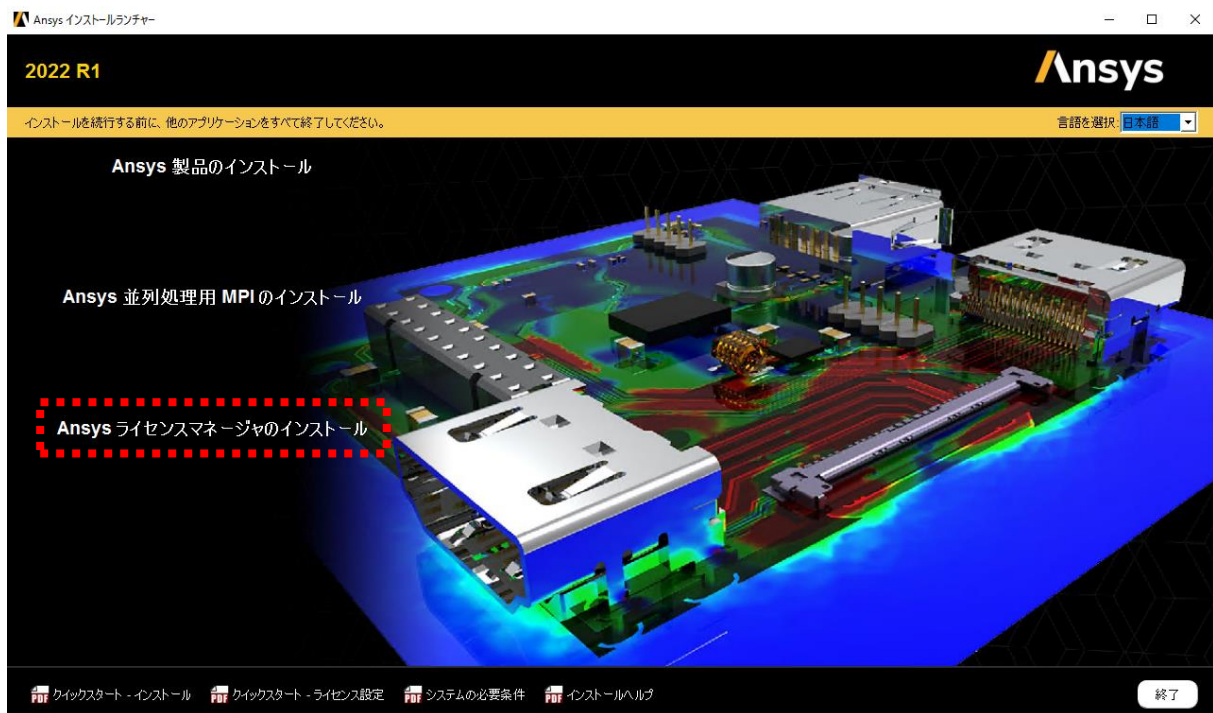 Ansys インストールランチャー
2022 R1
Ansys
インストールを続行する前に、他のアプリケーションをすべて終了してください。
言語を選択: 日本語
Ansys 製品のインストール
Ansys 並列処理用 MPI のインストール
Ansys ライセンスマネージャのインストール
PDF クイックスタート - インストール PDF クイックスタート - ライセンス設定 PDF システムの必要条件 PDF インストールヘルプ
終了